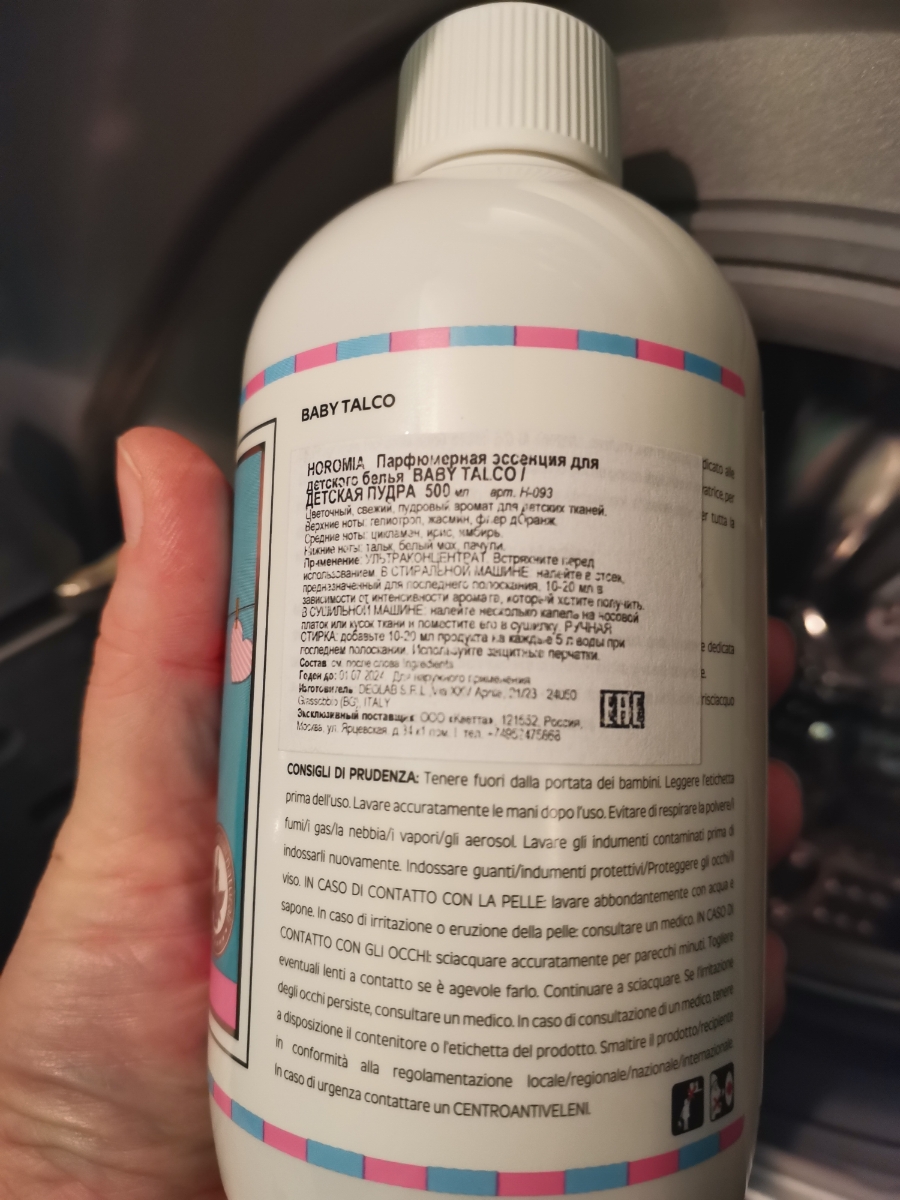 BABY TALCO
HOROMIA Парфюмерная эссенция для
детского белья BABY TALCO /
ДЕТСКАЯ ПУДРА 500 мл арт. H-093
Цветочный, свежий, пудровый аромат для детских тканей.
Верхние ноты: гелиотроп, жасмин, флер дОранж.
Средние ноты: цикламен, ирис, имбирь.
Нижние ноты: тальк, белый мох, пачули.
Применение: УЛЬТРАКОНЦЕНТРАТ. Встряхните перед
использованием. В СТИРАЛЬНОЙ МАШИНЕ: налейте в отсек,
предназначенный для последнего полоскания, 10-20 мл в
зависимости от интенсивности аромата, который хотите получить.
В СУШИЛЬНОЙ МАШИНЕ: налейте несколько капель на носовой
платок или кусок ткани и поместите его в сушилку. РУЧНАЯ
СТИРКА: добавьте 10-20 мл продукта на каждые 5 л воды при
последнем полоскании. Используйте защитные перчатки.
Состав: см. после слова Ingredients
Годен до: 01.07.2024 Для наружного применения
Изготовитель: DEOLAB S.R.L. Via XXV Aprile, 21/23 - 24050
Grassobbio (BG), ITALY
Эксклюзивный поставщик: ООО «Кветта», 121552, Россия,
Москва, ул. Ярцевская, д. 34 к1 пом. I тел.
EAC
dicato alle
atrice, per
er tutta la
e dedicata
e.
risciacquo
CONSIGLI DI PRUDENZA: Tenere fuori dalla portata dei bambini. Leggere l'etichetta
prima dell'uso. Lavare accuratamente le mani dopo l'uso. Evitare di respirare la polvere/i
fumi/i gas/la nebbia/i vapori/gli aerosol. Lavare gli indumenti contaminati prima di
indossarli nuovamente. Indossare guanti/indumenti protettivi/Proteggere gli occhi/il
viso. IN CASO DI CONTATTO CON LA PELLE: lavare abbondantemente con acqua e
sapone. In caso di irritazione o eruzione della pelle: consultare un medico. IN CASO DI
CONTATTO CON GLI OCCHI: sciacquare accuratamente per parecchi minuti. Togliere
eventuali lenti a contatto se è agevole farlo. Continuare a sciacquare. Se l'irritazione
degli occhi persiste, consultare un medico. In caso di consultazione di un medico, tenere
a disposizione il contenitore o l'etichetta del prodotto. Smaltire il prodotto/recipiente
in conformità alla regolamentazione locale/regionale/nazionale/internazionale.
In caso di urgenza contattare un CENTROANTIVELENI.